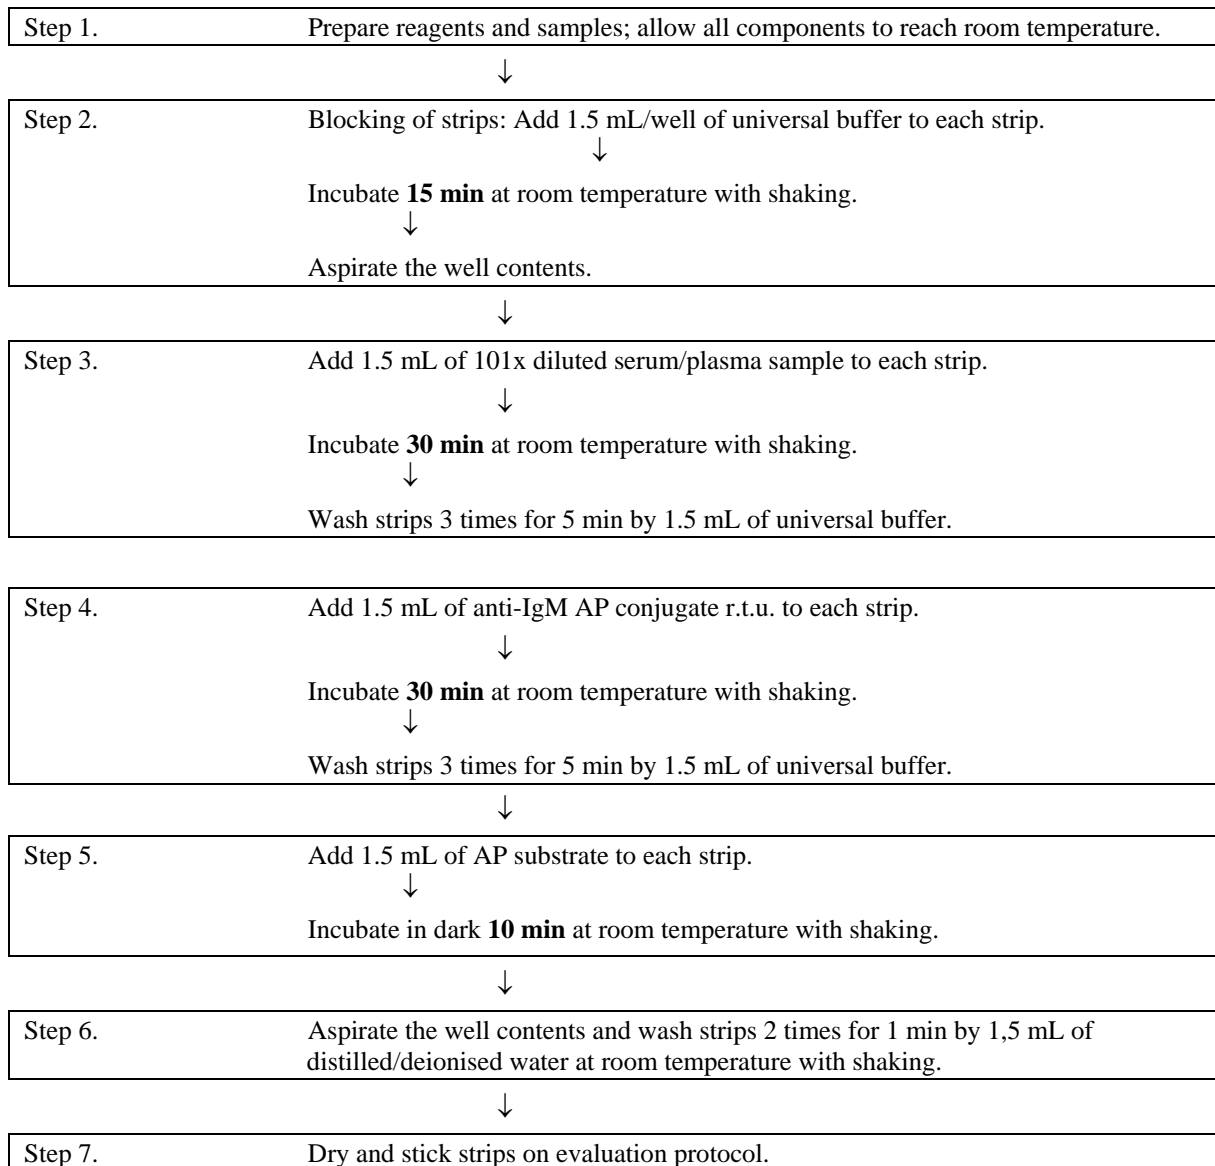 Step 1. Prepare reagents and samples; allow all components to reach room temperature.
↓
Step 2. Blocking of strips: Add 1.5 mL/well of universal buffer to each strip.
↓
Incubate 15 min at room temperature with shaking.
↓
Aspirate the well contents.
↓
Step 3. Add 1.5 mL of 101x diluted serum/plasma sample to each strip.
↓
Incubate 30 min at room temperature with shaking.
↓
Wash strips 3 times for 5 min by 1.5 mL of universal buffer.
Step 4. Add 1.5 mL of anti-IgM AP conjugate r.t.u. to each strip.
↓
Incubate 30 min at room temperature with shaking.
↓
Wash strips 3 times for 5 min by 1.5 mL of universal buffer.
↓
Step 5. Add 1.5 mL of AP substrate to each strip.
↓
Incubate in dark 10 min at room temperature with shaking.
↓
Step 6. Aspirate the well contents and wash strips 2 times for 1 min by 1,5 mL of
distilled/deionised water at room temperature with shaking.
↓
Step 7. Dry and stick strips on evaluation protocol.